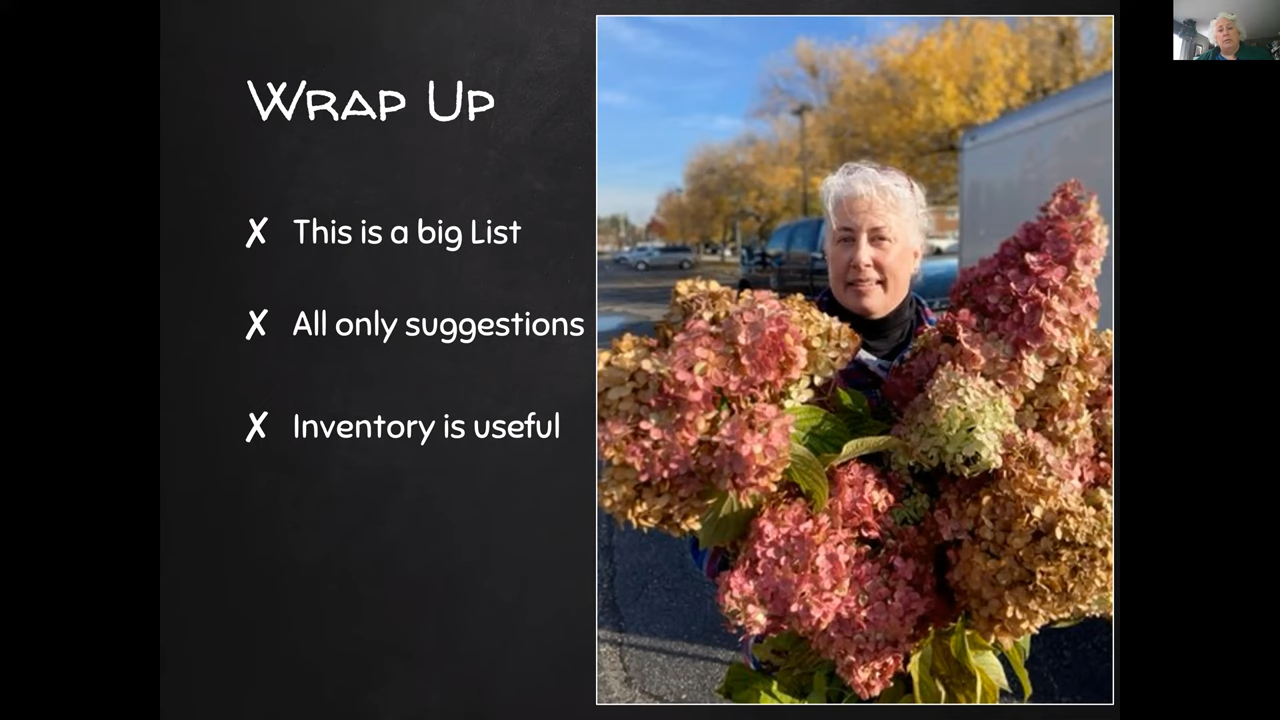 Wrap Up
✗ This is a big List
✗ All only suggestions
✗ Inventory is useful